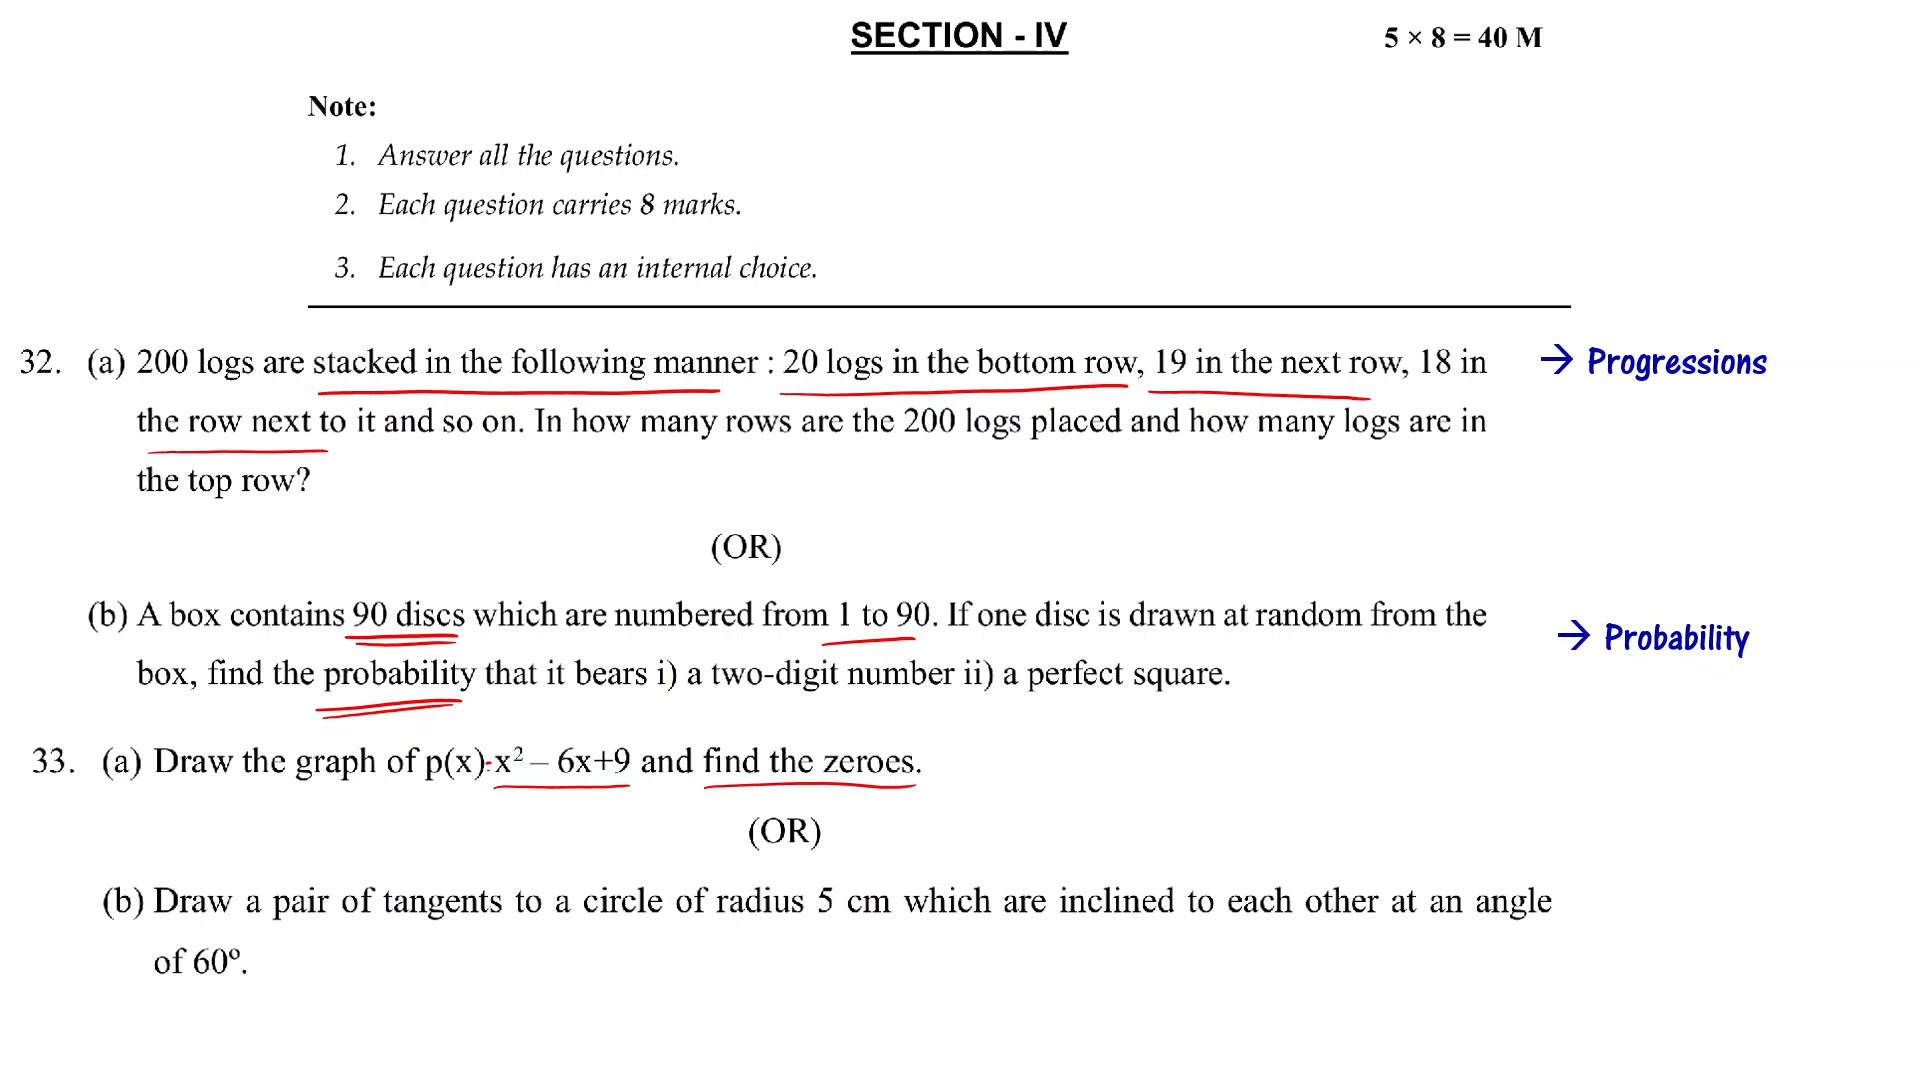 SECTION - IV
5 × 8 = 40 M
Note:
1. Answer all the questions.
2. Each question carries 8 marks.
3. Each question has an internal choice.
32. (a) 200 logs are stacked in the following manner : 20 logs in the bottom row, 19 in the next row, 18 in
→ Progressions
the row next to it and so on. In how many rows are the 200 logs placed and how many logs are in
the top row?
(OR)
(b) A box contains 90 discs which are numbered from 1 to 90. If one disc is drawn at random from the
→ Probability
box, find the probability that it bears i) a two-digit number ii) a perfect square.
33. (a) Draw the graph of p(x)=x² – 6x+9 and find the zeroes.
(OR)
(b) Draw a pair of tangents to a circle of radius 5 cm which are inclined to each other at an angle
of 60º.